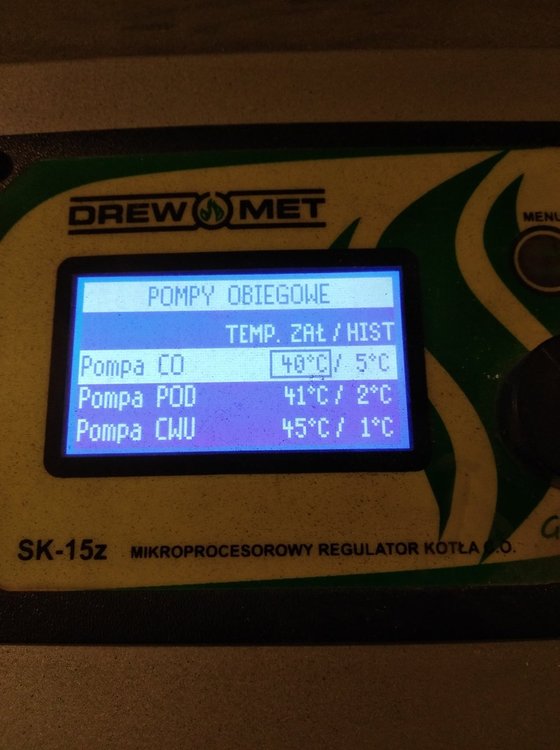 DREW MET
MENU
POMPY OBIEGOWE
TEMP. ZAŁ / HIST
Pompa CO 40°C / 5°C
Pompa POD 41°C / 2°C
Pompa CWU 45°C / 1°C
SK-15z MIKROPROCESOROWY REGULATOR KOTŁA C.O.